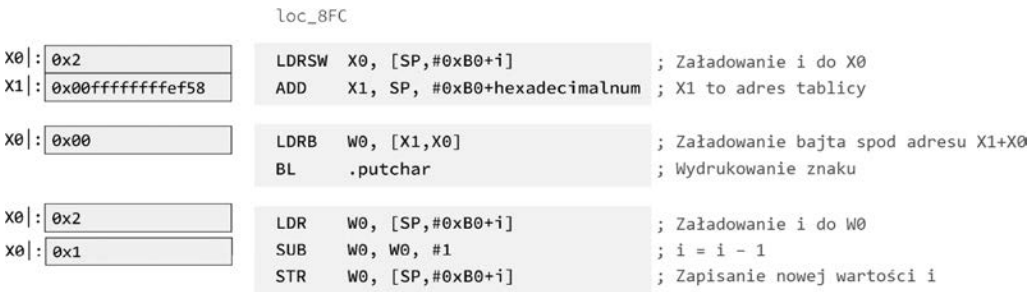 loc_8FC
X0|: 0x2 LDRSW X0, [SP,#0xB0+i] ; Załadowanie i do X0
X1|: 0x00ffffffffef58 ADD X1, SP, #0xB0+hexadecimalnum ; X1 to adres tablicy
X0|: 0x00 LDRB W0, [X1,X0] ; Załadowanie bajta spod adresu X1+X0
BL .putchar ; Wydrukowanie znaku
X0|: 0x2 LDR W0, [SP,#0xB0+i] ; Załadowanie i do W0
X0|: 0x1 SUB W0, W0, #1 ; i = i – 1
STR W0, [SP,#0xB0+i] ; Zapisanie nowej wartości i